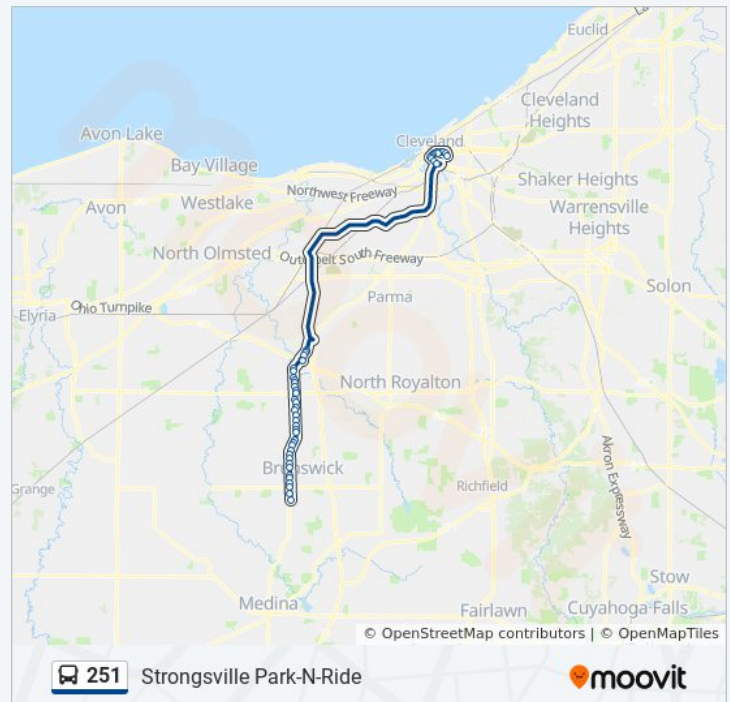 Euclid
Cleveland
Heights
Avon Lake
Cleveland
Bay Village
Shaker Heights
Northwest Freeway
Avon
Westlake
Warrensville
Heights
North Olmsted
Outerbelt South Freeway
Solon
Parma
Ohio Turnpike
Elyria
North Royalton
Brunswick
Akron Expressway
Grange
Richfield
Stow
Medina
Fairlawn
Cuyahoga Falls
© OpenStreetMap contributors | © OpenMapTiles
251 Strongsville Park-N-Ride
moovit